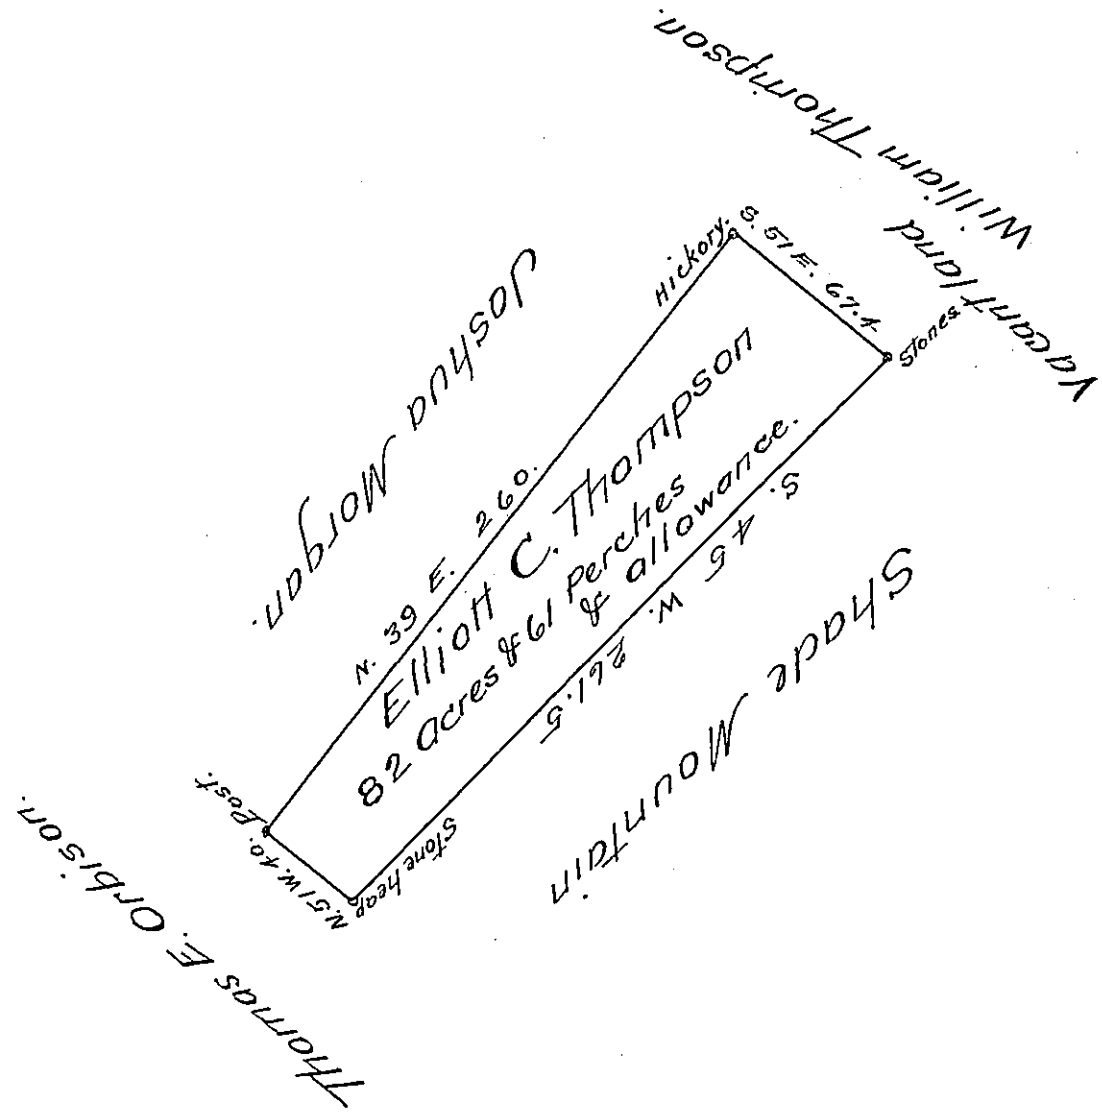 William Thompson.
Vacant land
Joshua Morgan.
Hickory.
S. 51 E. 67.4
Stones
N. 39 E. 260.
Elliott C. Thompson
82 acres & 61 Perches
& allowance.
S. 45 W. 261.5
Shade Mountain
Post.
N. 51 W. 40.
Stone heap
Thomas E. Orbison.